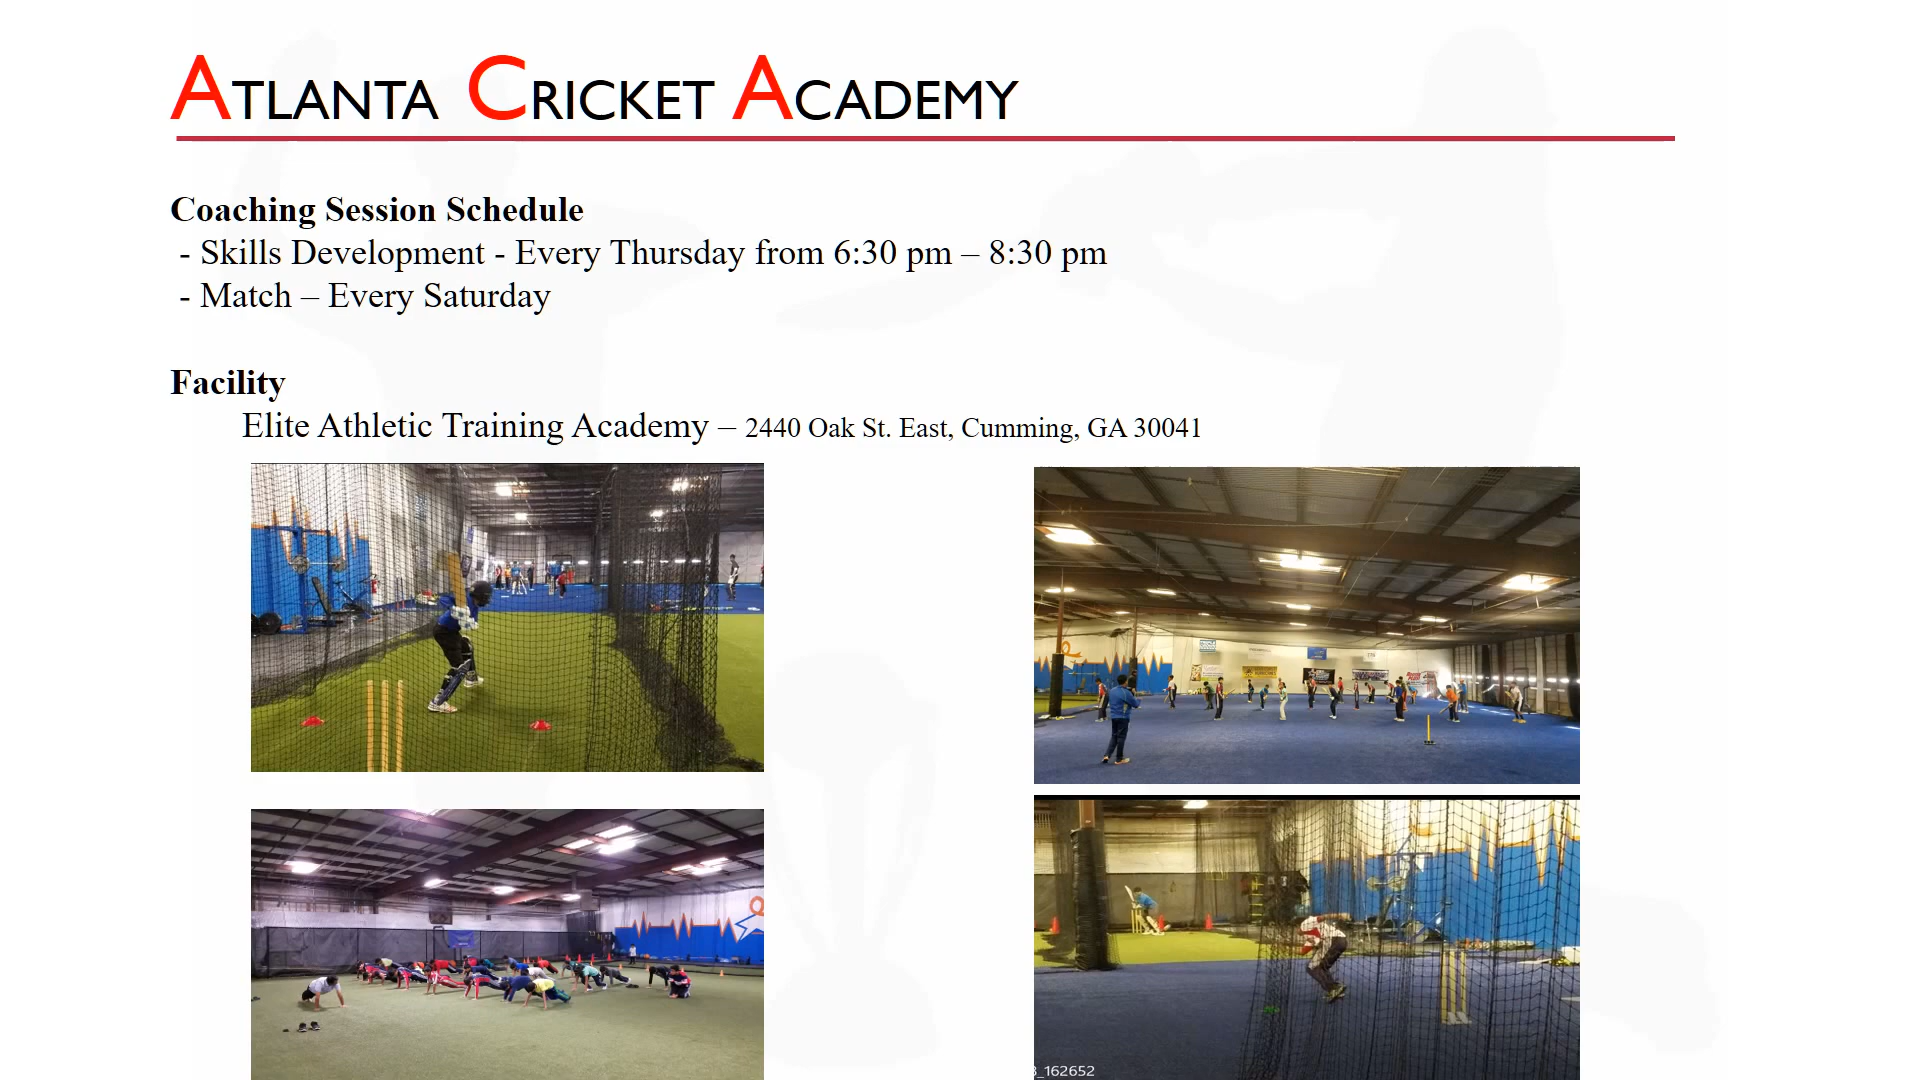 ATLANTA CRICKET ACADEMY
Coaching Session Schedule
- Skills Development - Every Thursday from 6:30 pm – 8:30 pm
- Match – Every Saturday
Facility
Elite Athletic Training Academy – 2440 Oak St. East, Cumming, GA 30041
_162652